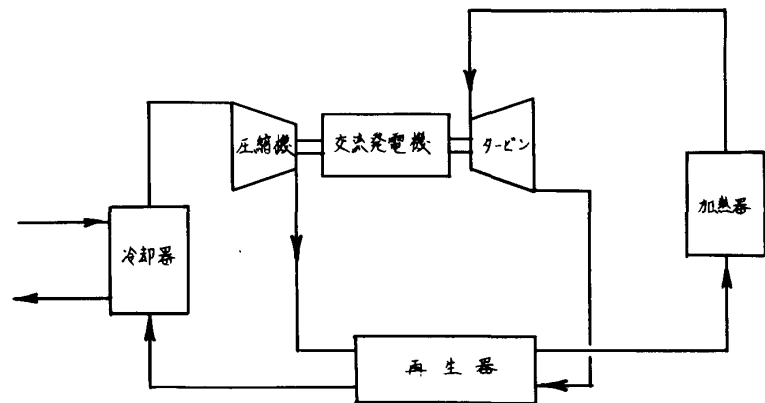 圧縮機
交流発電機
タービン
加熱器
冷却器
再生器